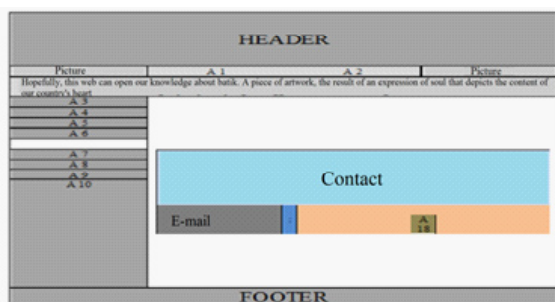 HEADER
Picture A 1 A 2 Picture
Hopefully, this web can open our knowledge about batik. A piece of artwork, the result of an expression of soul that depicts the content of
our country's heart
A 3
A 4
A 5
A 6
A 7
A 8
A 9
A 10
Contact
E-mail :
A
18
FOOTER